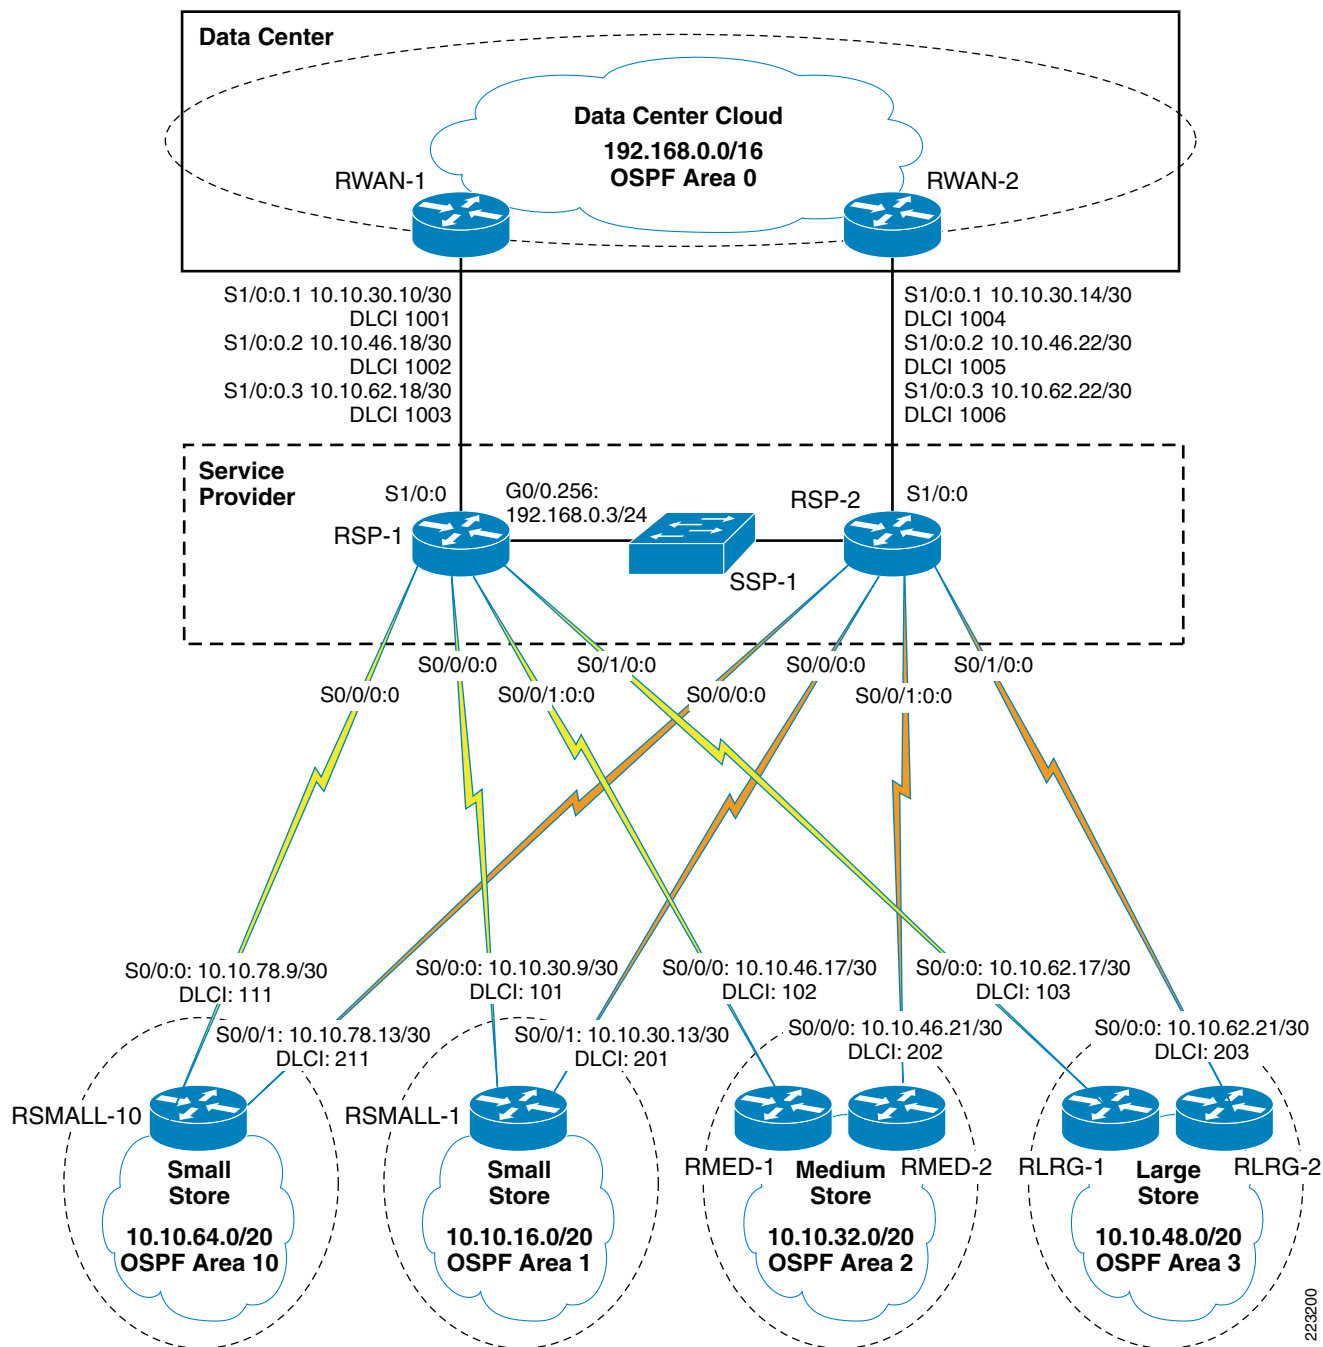 Data Center
Data Center Cloud
192.168.0.0/16
OSPF Area 0
RWAN-1
RWAN-2
S1/0:0.1 10.10.30.10/30
DLCI 1001
S1/0:0.2 10.10.46.18/30
DLCI 1002
S1/0:0.3 10.10.62.18/30
DLCI 1003
S1/0:0.1 10.10.30.14/30
DLCI 1004
S1/0:0.2 10.10.46.22/30
DLCI 1005
S1/0:0.3 10.10.62.22/30
DLCI 1006
Service
Provider
S1/0:0
G0/0.256:
192.168.0.3/24
RSP-1
RSP-2
S1/0:0
SSP-1
S0/0/0:0
S0/0/0:0
S0/0/1:0:0
S0/1/0:0
S0/0/0:0
S0/0/0:0
S0/0/1:0:0
S0/1/0:0
S0/0:0: 10.10.78.9/30
DLCI: 111
S0/0:0: 10.10.30.9/30
DLCI: 101
S0/0/0: 10.10.46.17/30
DLCI: 102
S0/0:0: 10.10.62.17/30
DLCI: 103
S0/0/1: 10.10.78.13/30
DLCI: 211
S0/0/1: 10.10.30.13/30
DLCI: 201
S0/0/0: 10.10.46.21/30
DLCI: 202
S0/0:0: 10.10.62.21/30
DLCI: 203
RSMALL-10
Small
Store
10.10.64.0/20
OSPF Area 10
RSMALL-1
Small
Store
10.10.16.0/20
OSPF Area 1
RMED-1
RMED-2
Medium
Store
10.10.32.0/20
OSPF Area 2
RLRG-1
RLRG-2
Large
Store
10.10.48.0/20
OSPF Area 3
223200